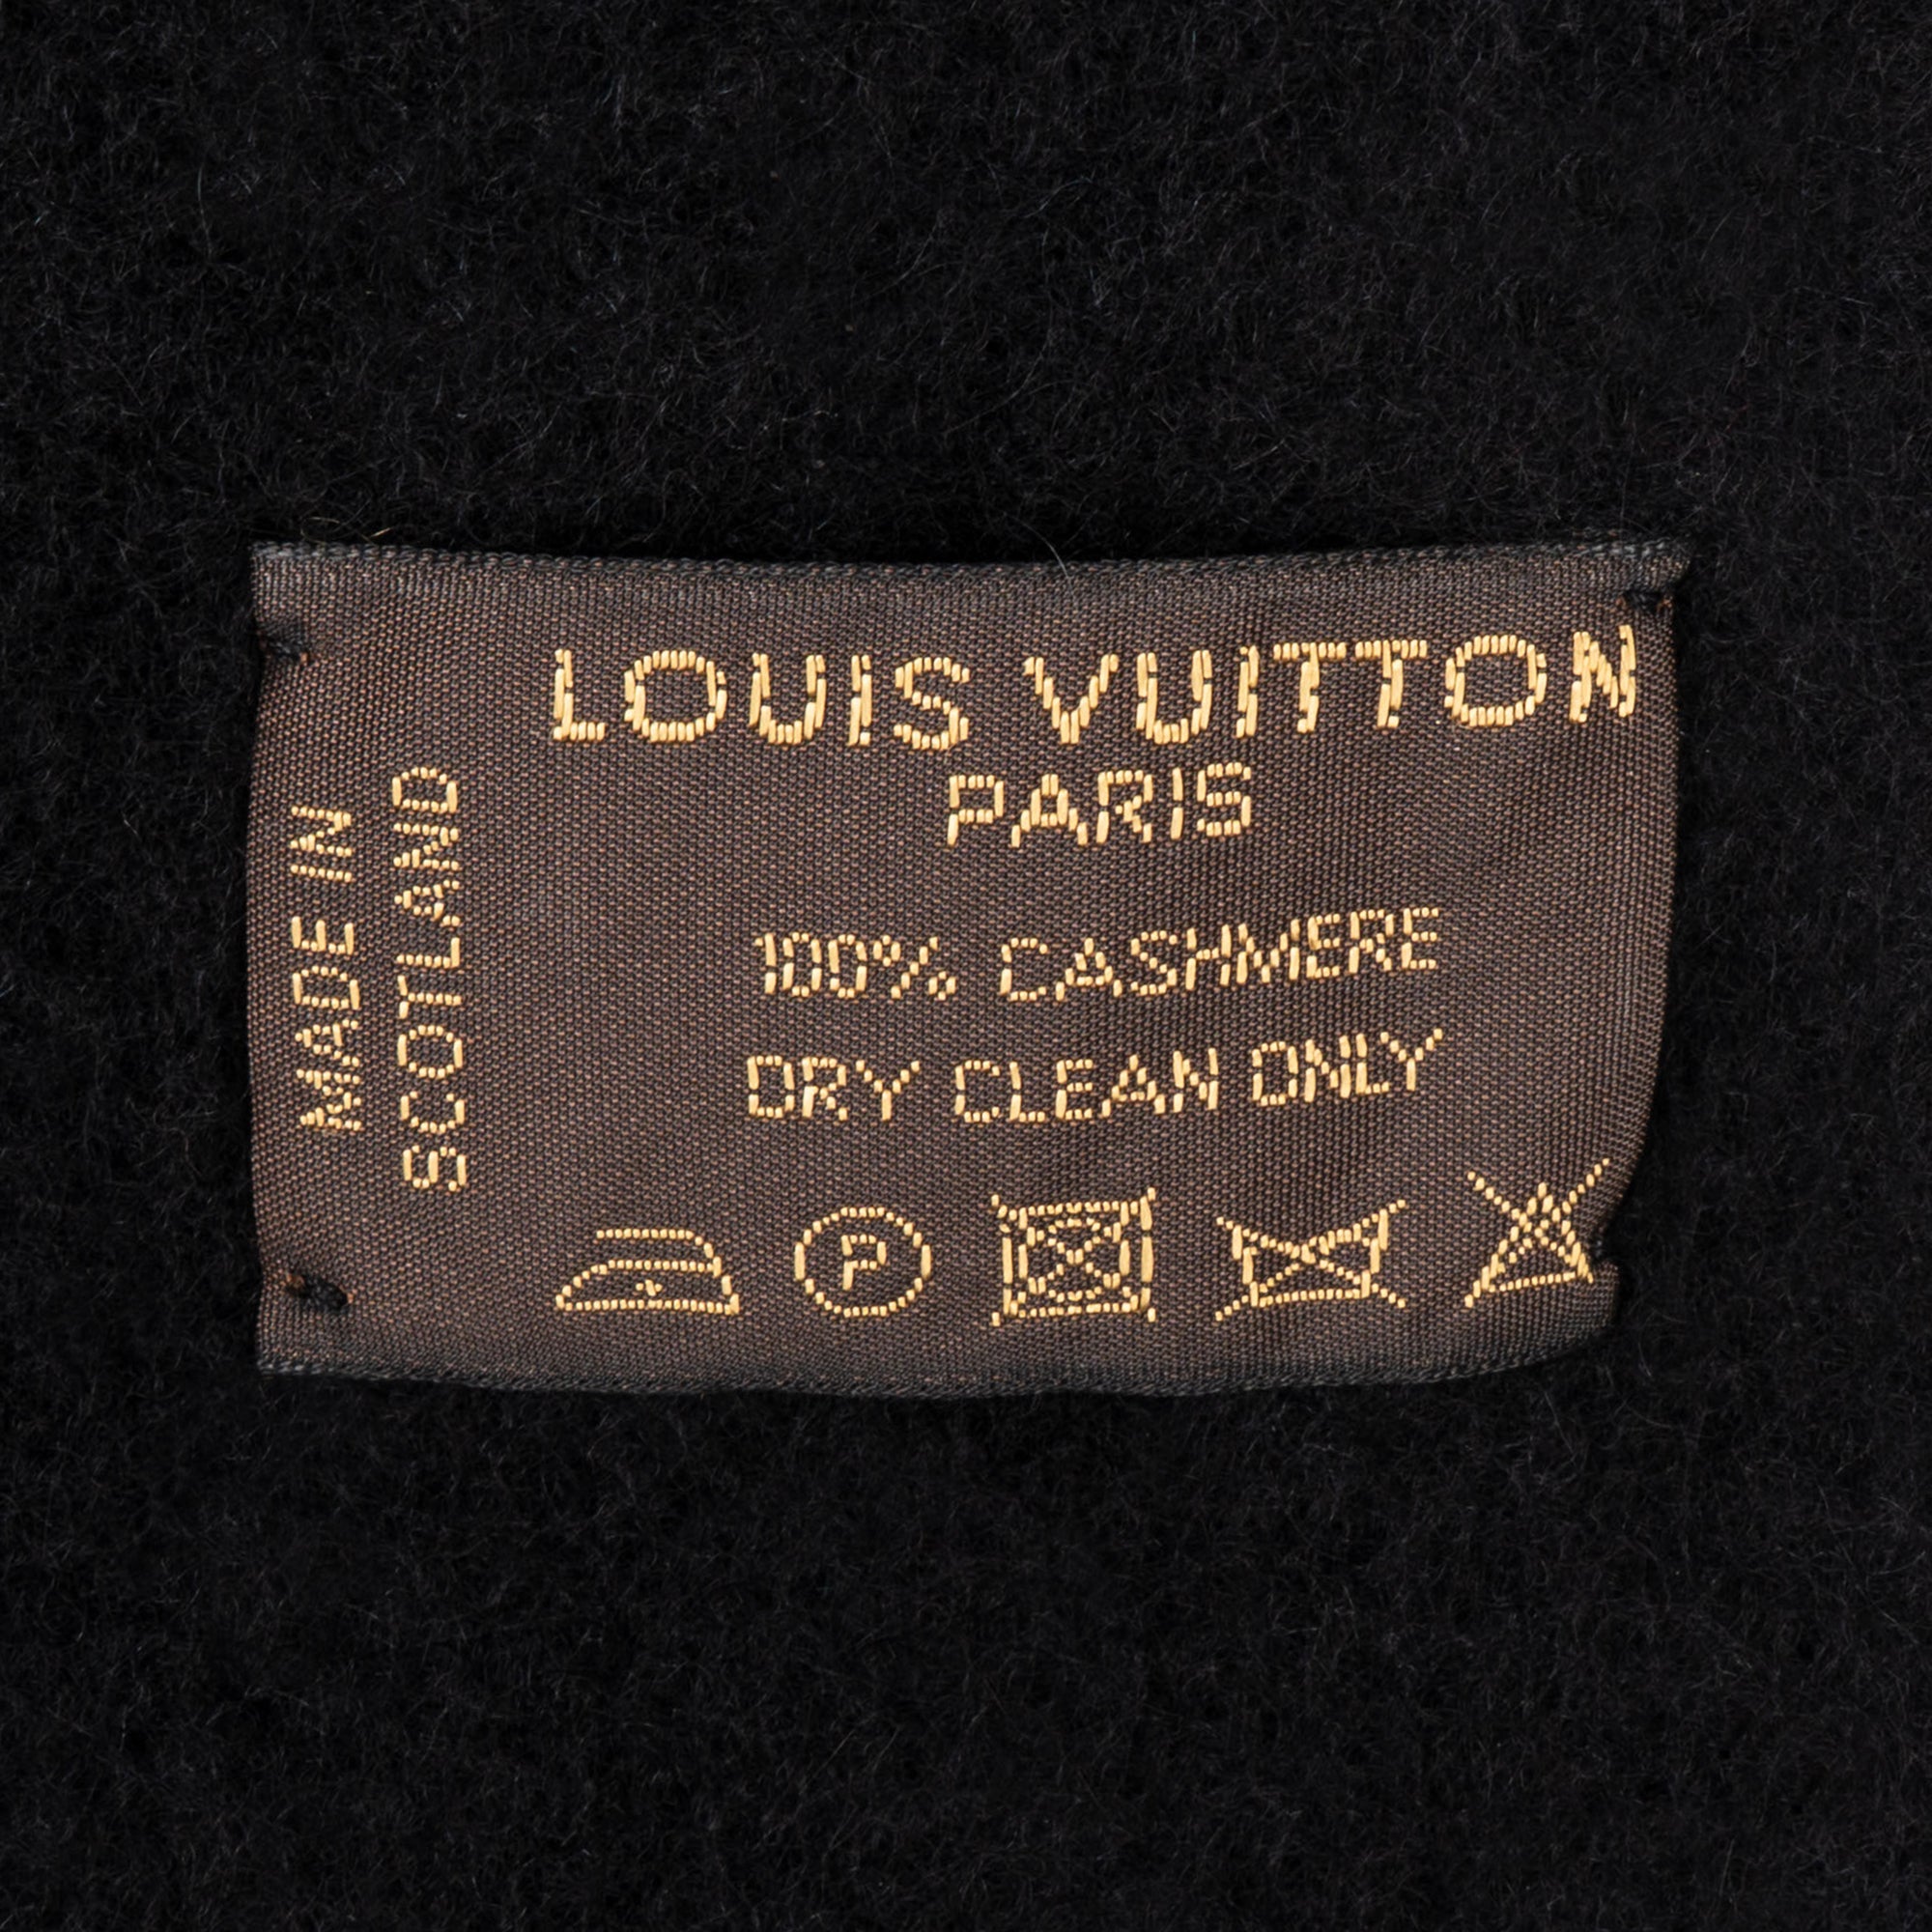 LOUIS VUITTON
PARIS
MADE IN
SCOTLAND
100% CASHMERE
DRY CLEAN ONLY
P